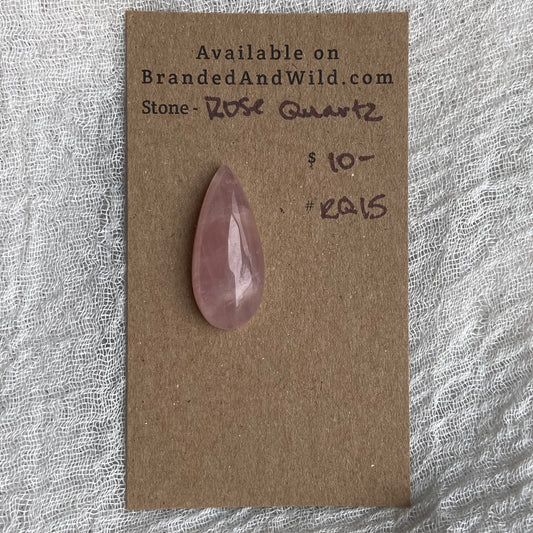 Available on
BrandedAndWild.com
Stone - Rose Quartz
$ 10-
# RQ15